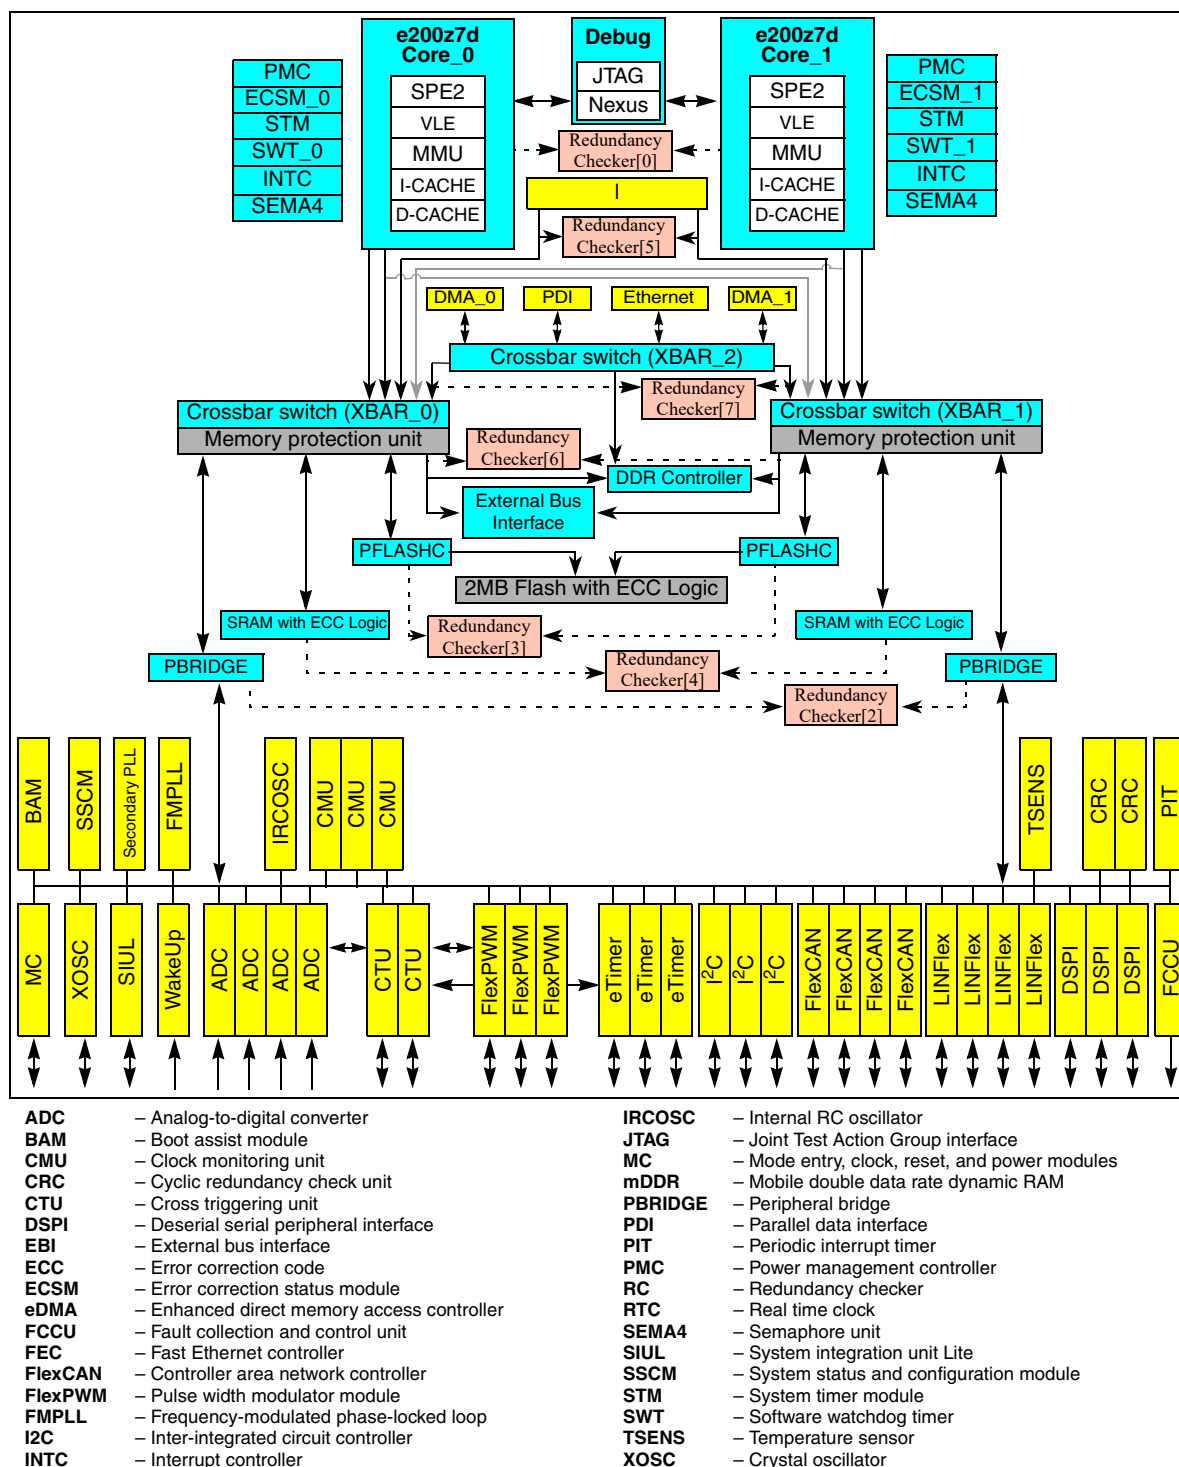 e200z7d
Core_0
SPE2
VLE
MMU
I-CACHE
D-CACHE
Debug
JTAG
Nexus
e200z7d
Core_1
SPE2
VLE
MMU
I-CACHE
D-CACHE
PMC
ECSM_0
STM
SWT_0
INTC
SEMA4
PMC
ECSM_1
STM
SWT_1
INTC
SEMA4
Redundancy
Checker[0]
I
Redundancy
Checker[5]
DMA_0
PDI
Ethernet
DMA_1
Crossbar switch (XBAR_2)
Redundancy
Checker[7]
Crossbar switch (XBAR_0)
Memory protection unit
Crossbar switch (XBAR_1)
Memory protection unit
Redundancy
Checker[6]
DDR Controller
External Bus
Interface
PFLASHC
PFLASHC
2MB Flash with ECC Logic
SRAM with ECC Logic
Redundancy
Checker[3]
SRAM with ECC Logic
PBRIDGE
Redundancy
Checker[4]
PBRIDGE
Redundancy
Checker[2]
BAM
SSCM
Secondary PLL
FMPLL
IRCOSC
CMU
CMU
CMU
TSENS
CRC
CRC
PIT
MC
XOSC
SIUL
WakeUp
ADC
ADC
ADC
ADC
CTU
CTU
FlexPWM
FlexPWM
FlexPWM
eTimer
eTimer
eTimer
I²C
I²C
I²C
FlexCAN
FlexCAN
FlexCAN
FlexCAN
LINFlex
LINFlex
LINFlex
LINFlex
DSPI
DSPI
DSPI
FCCU
ADC – Analog-to-digital converter
BAM – Boot assist module
CMU – Clock monitoring unit
CRC – Cyclic redundancy check unit
CTU – Cross triggering unit
DSPI – Deserial serial peripheral interface
EBI – External bus interface
ECC – Error correction code
ECSM – Error correction status module
eDMA – Enhanced direct memory access controller
FCCU – Fault collection and control unit
FEC – Fast Ethernet controller
FlexCAN – Controller area network controller
FlexPWM – Pulse width modulator module
FMPLL – Frequency-modulated phase-locked loop
I2C – Inter-integrated circuit controller
INTC – Interrupt controller
IRCOSC – Internal RC oscillator
JTAG – Joint Test Action Group interface
MC – Mode entry, clock, reset, and power modules
mDDR – Mobile double data rate dynamic RAM
PBRIDGE – Peripheral bridge
PDI – Parallel data interface
PIT – Periodic interrupt timer
PMC – Power management controller
RC – Redundancy checker
RTC – Real time clock
SEMA4 – Semaphore unit
SIUL – System integration unit Lite
SSCM – System status and configuration module
STM – System timer module
SWT – Software watchdog timer
TSENS – Temperature sensor
XOSC – Crystal oscillator